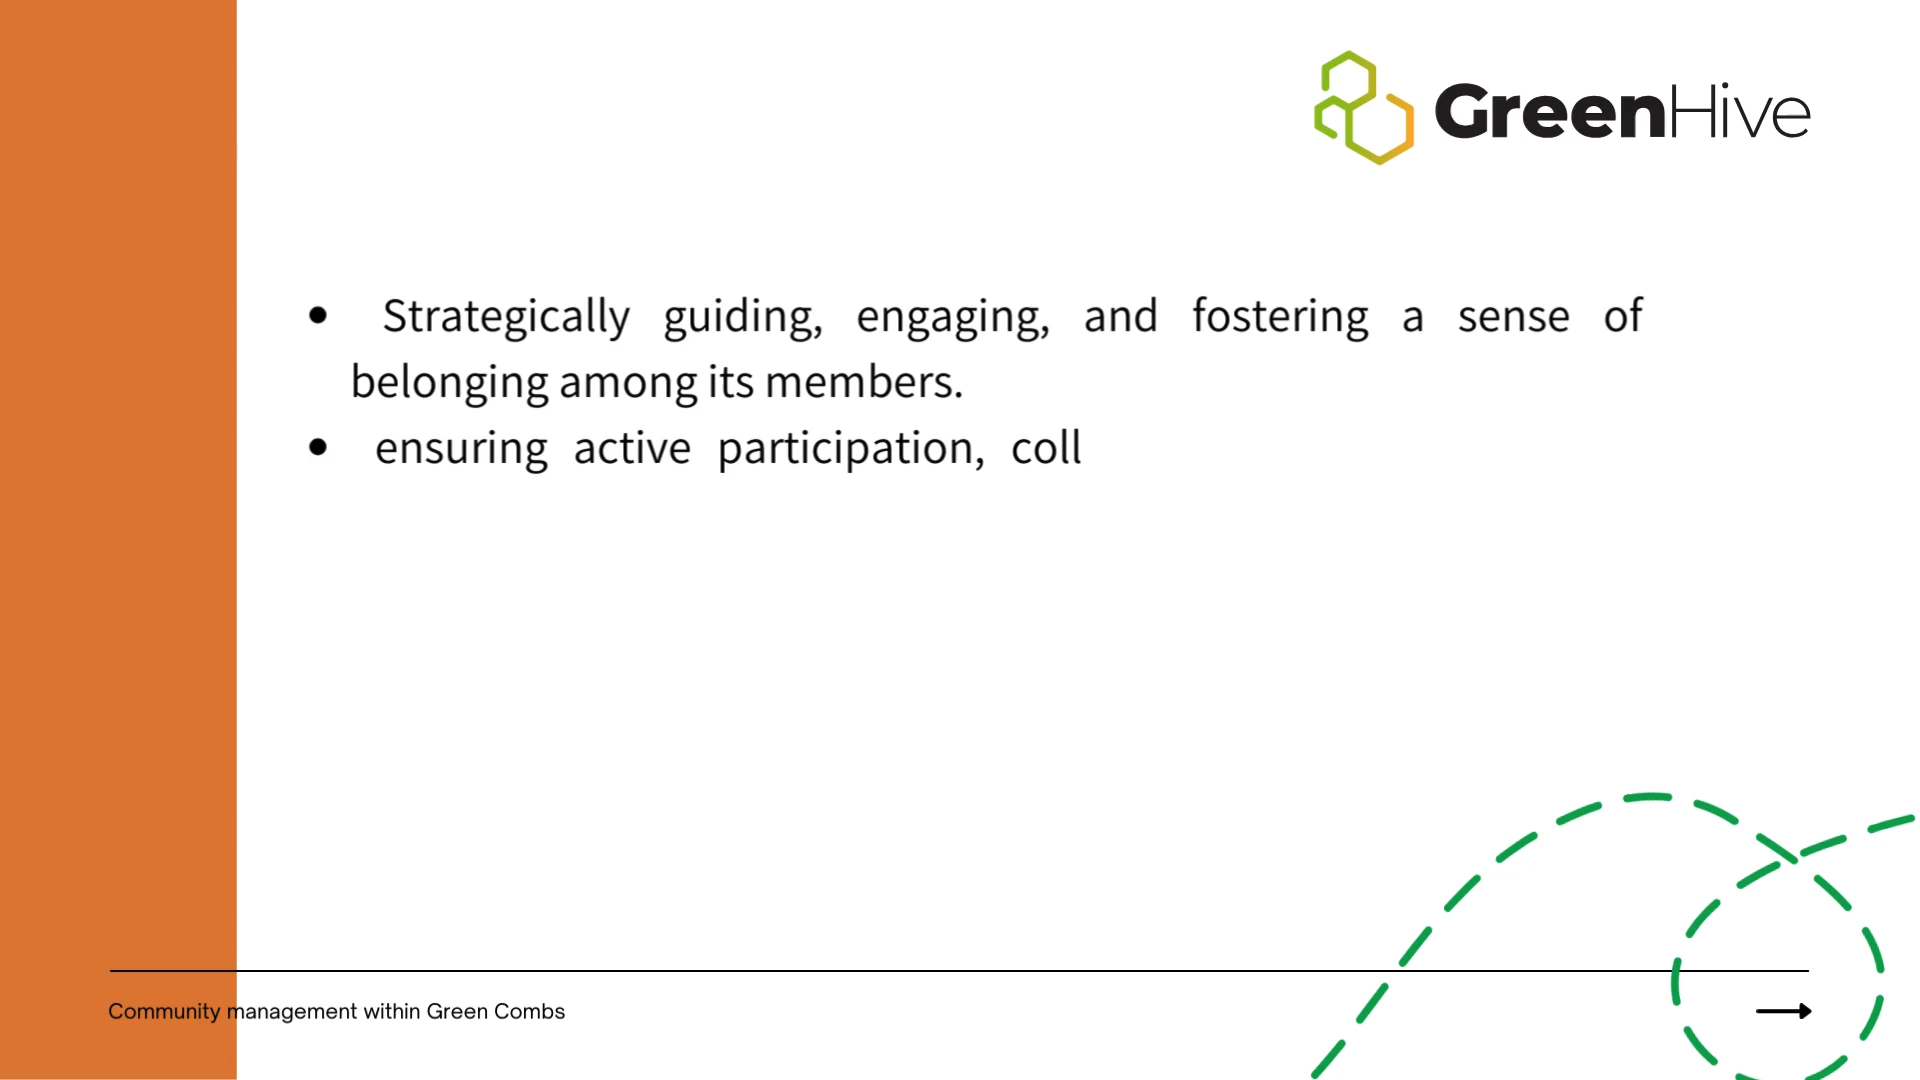 GreenHive
• Strategically guiding, engaging, and fostering a sense of
belonging among its members.
• ensuring active participation, coll
Community management within Green Combs